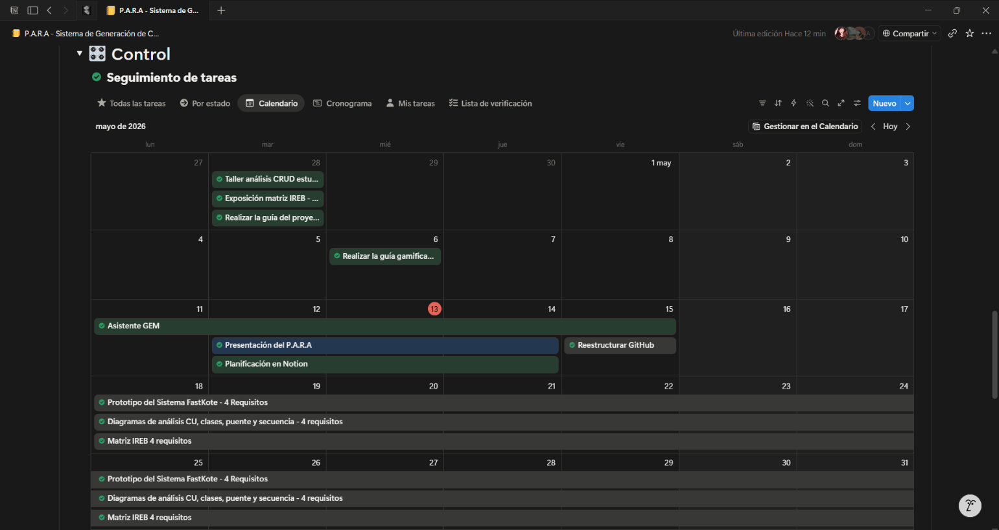 P.A.R.A - Sistema de G...
P.A.R.A - Sistema de Generación de C...
Última edición Hace 12 min
A
Compartir
Control
Seguimiento de tareas
Todas las tareas
Por estado
Calendario
Cronograma
Mis tareas
Lista de verificación
Nuevo
mayo de 2026
Gestionar en el Calendario
Hoy
lun mar mié jue vie sáb dom
27 28 29 30 1 may 2 3
Taller análisis CRUD estu...
Exposición matriz IREB - ...
Realizar la guía del proye...
4 5 6 7 8 9 10
Realizar la guía gamifica...
11 12 13 14 15 16 17
Asistente GEM
Presentación del P.A.R.A
Reestructurar GitHub
Planificación en Notion
18 19 20 21 22 23 24
Prototipo del Sistema FastKote - 4 Requisitos
Diagramas de análisis CU, clases, puente y secuencia - 4 requisitos
Matriz IREB 4 requisitos
25 26 27 28 29 30 31
Prototipo del Sistema FastKote - 4 Requisitos
Diagramas de análisis CU, clases, puente y secuencia - 4 requisitos
Matriz IREB 4 requisitos